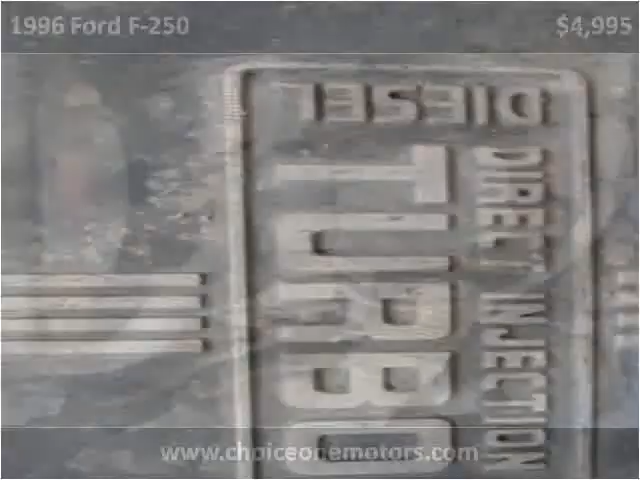 1996 Ford F-250
$4,995
DIRECT INJECTION
TURBO
DIESEL
www.choiceonemotors.com